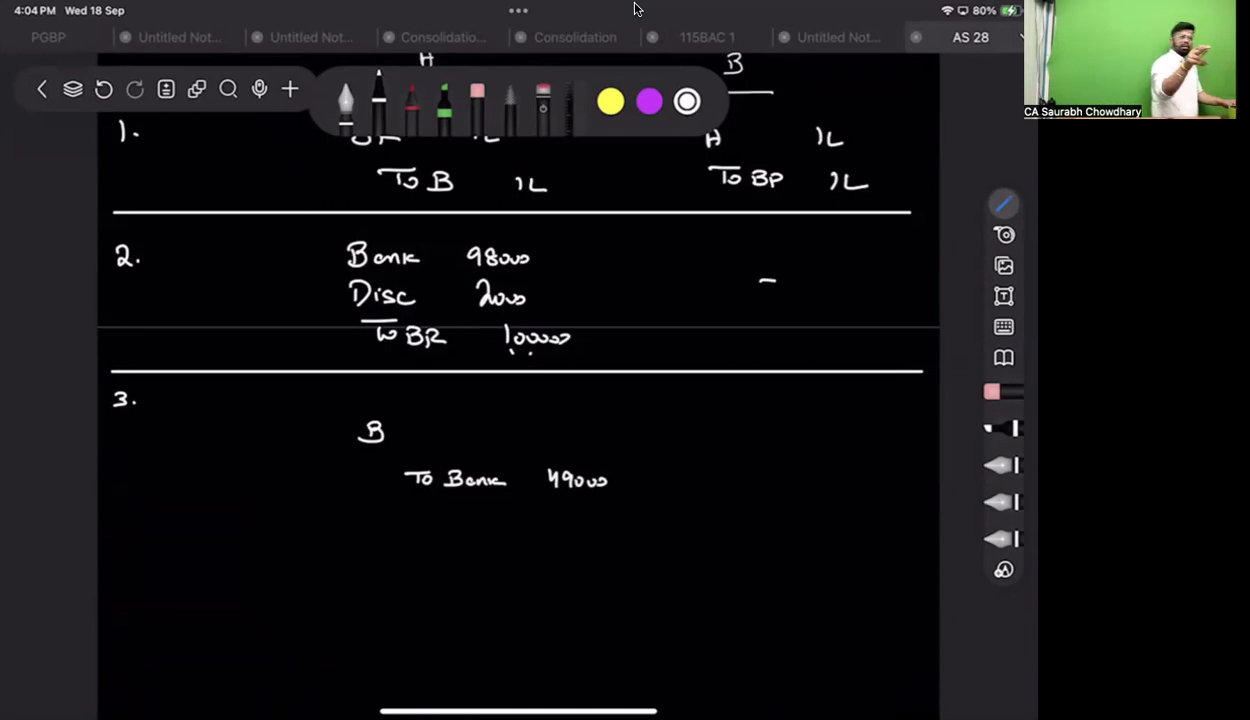 4:04 PM Wed 18 Sep
80%
PGBP
Untitled Not...
Untitled Not...
Consolidatio...
Consolidation
115BAC 1
Untitled Not...
AS 28
CA Saurabh Chowdhary
H B
1. 1L H 1L
To B 1L To BP 1L
2. Bank 98000 -
Disc 2000
To BR 100000
3.
B
To Bank 49000